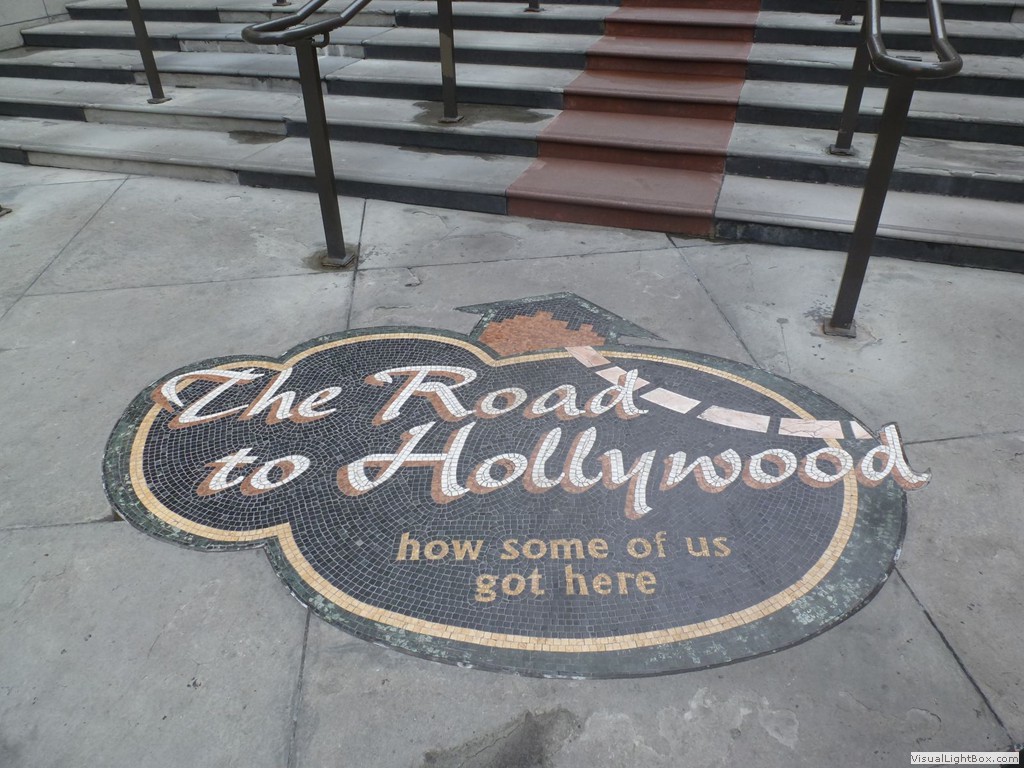 The Road
to Hollywood
how some of us
got here
VisualLightBox.com